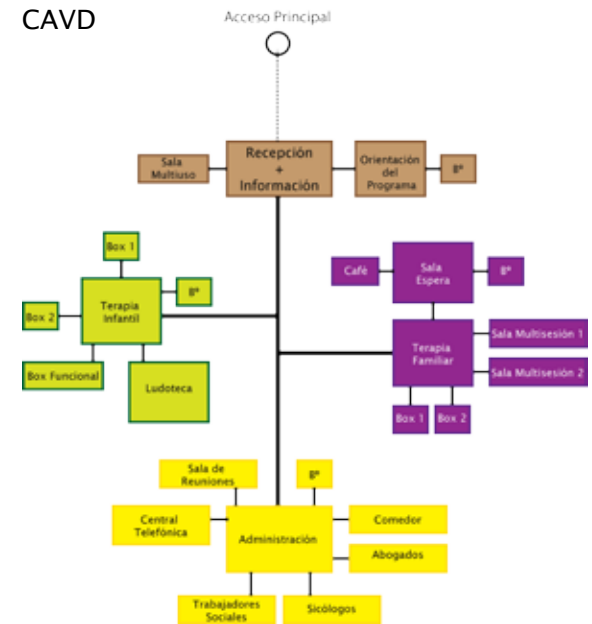 CAVD
Acceso Principal
Sala
Multiuso
Recepción
+
Información
Orientación
del
Programa
Bº
Box 1
Bº
Box 2
Terapia
Infantil
Box Funcional
Ludoteca
Café
Sala
Espera
Bº
Terapia
Familiar
Sala Multisesión 1
Sala Multisesión 2
Box 1
Box 2
Sala de
Reuniones
Bº
Central
Telefónica
Administración
Comedor
Abogados
Trabajadores
Sociales
Sicólogos